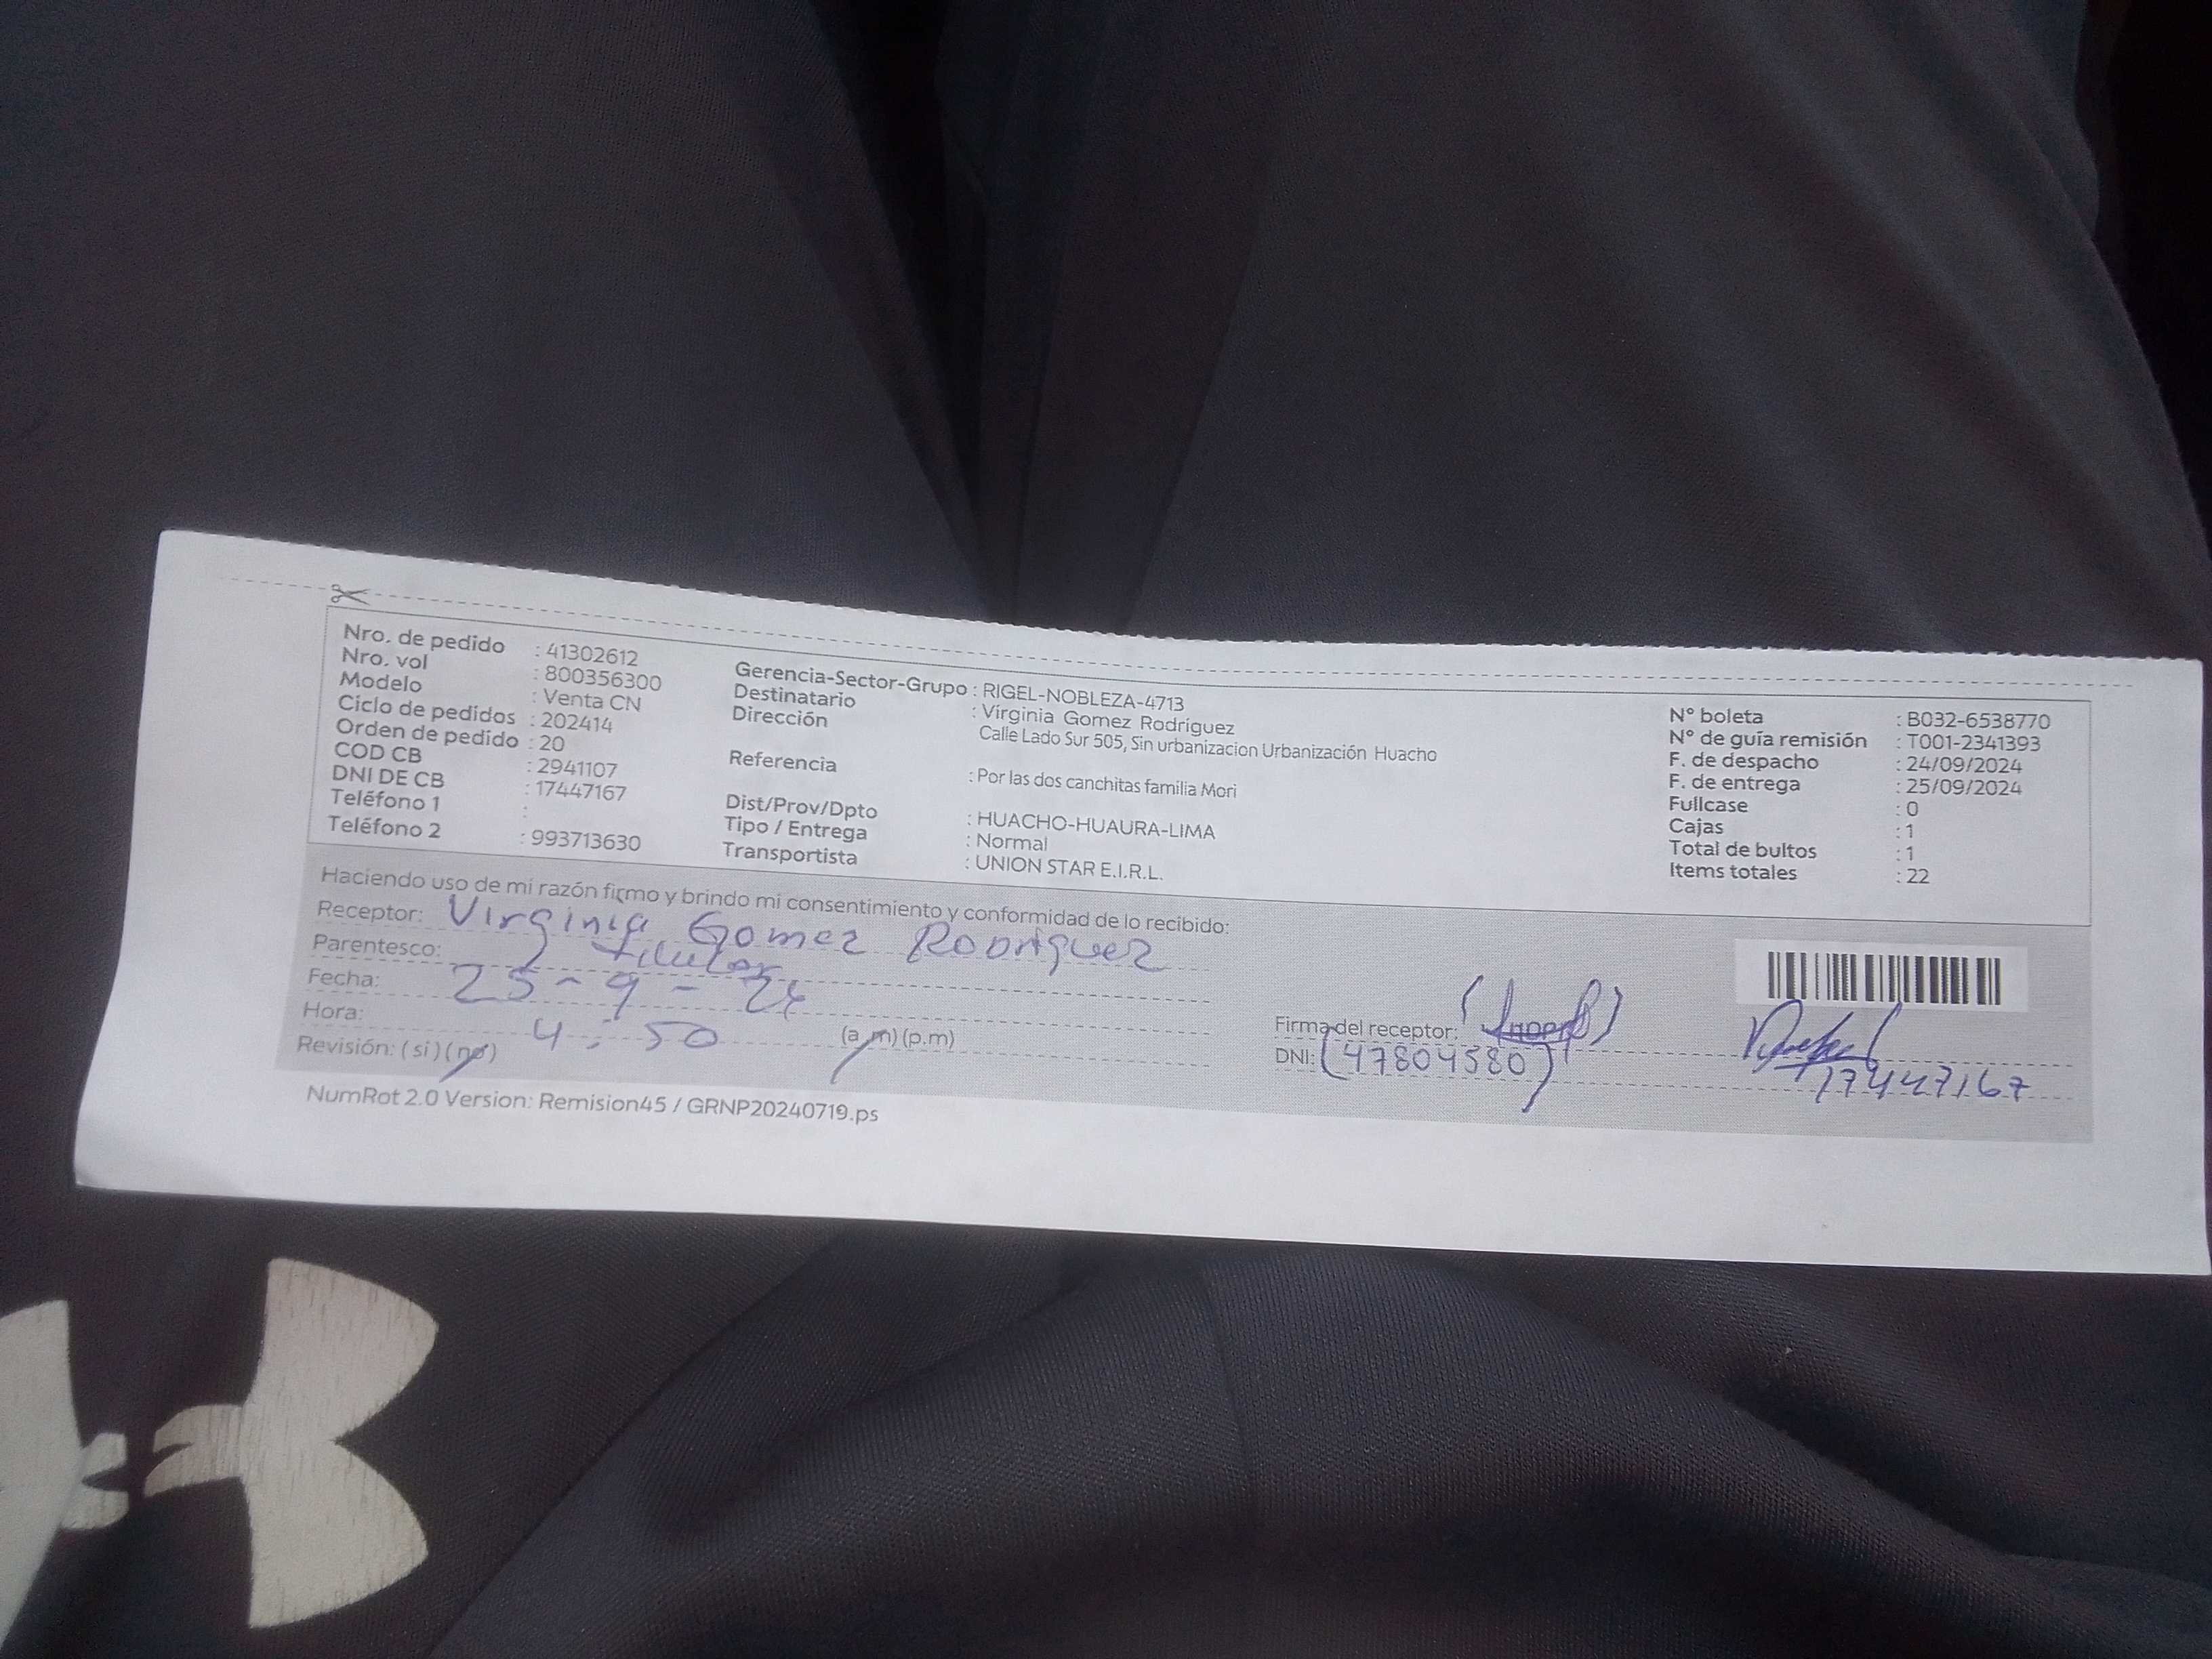 Nro. de pedido : 41302612
Nro. vol : 800356300
Modelo : Venta CN
Ciclo de pedidos : 202414
Orden de pedido : 20
COD CB : 2941107
DNI DE CB : 17447167
Teléfono 1 :
Teléfono 2 : 993713630
Gerencia-Sector-Grupo : RIGEL-NOBLEZA-4713
Destinatario : Virginia Gomez Rodriguez
Dirección Calle Lado Sur 505, Sin urbanizacion Urbanización Huacho
Referencia : Por las dos canchitas familia Mori
Dist/Prov/Dpto : HUACHO-HUAURA-LIMA
Tipo / Entrega : Normal
Transportista : UNION STAR E.I.R.L.
N° boleta : B032-6538770
N° de guía remisión : T001-2341393
F. de despacho : 24/09/2024
F. de entrega : 25/09/2024
Fullcase : 0
Cajas : 1
Total de bultos : 1
Items totales : 22
Haciendo uso de mi razón firmo y brindo mi consentimiento y conformidad de lo recibido:
Receptor: Virginia Gomez Rodriguez
Parentesco: titular
Fecha: 25-9-24
Hora: 4:50 (a.m) (p.m)
Revisión: (si) (no)
Firma del receptor:
DNI: (47804580) 17447167
NumRot 2.0 Version: Remision45 / GRNP20240719.ps